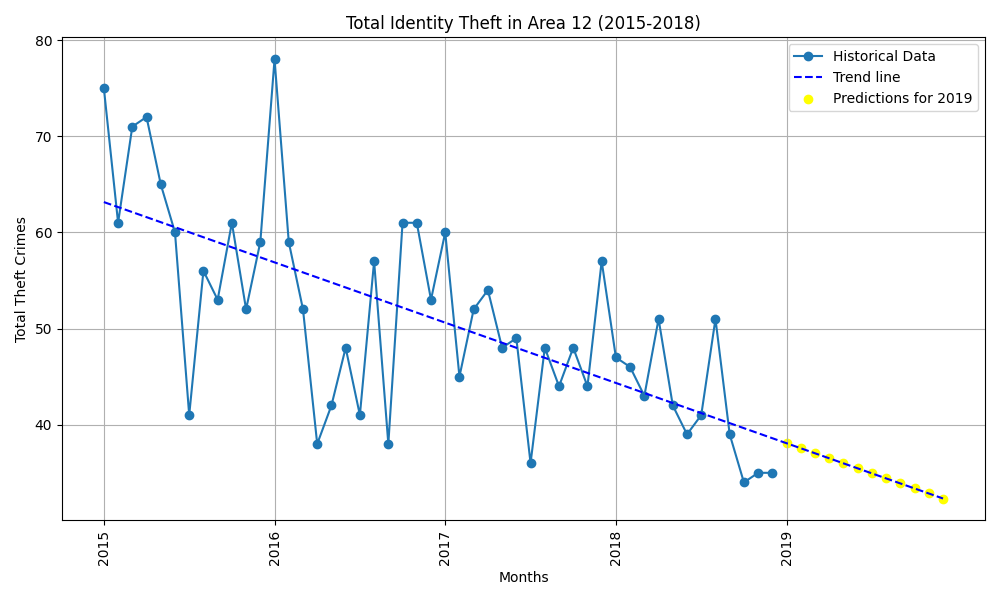 Total Identity Theft in Area 12 (2015-2018)
Historical Data
Trend line
Predictions for 2019
Total Theft Crimes
80
70
60
50
40
2015
2016
2017
2018
2019
Months